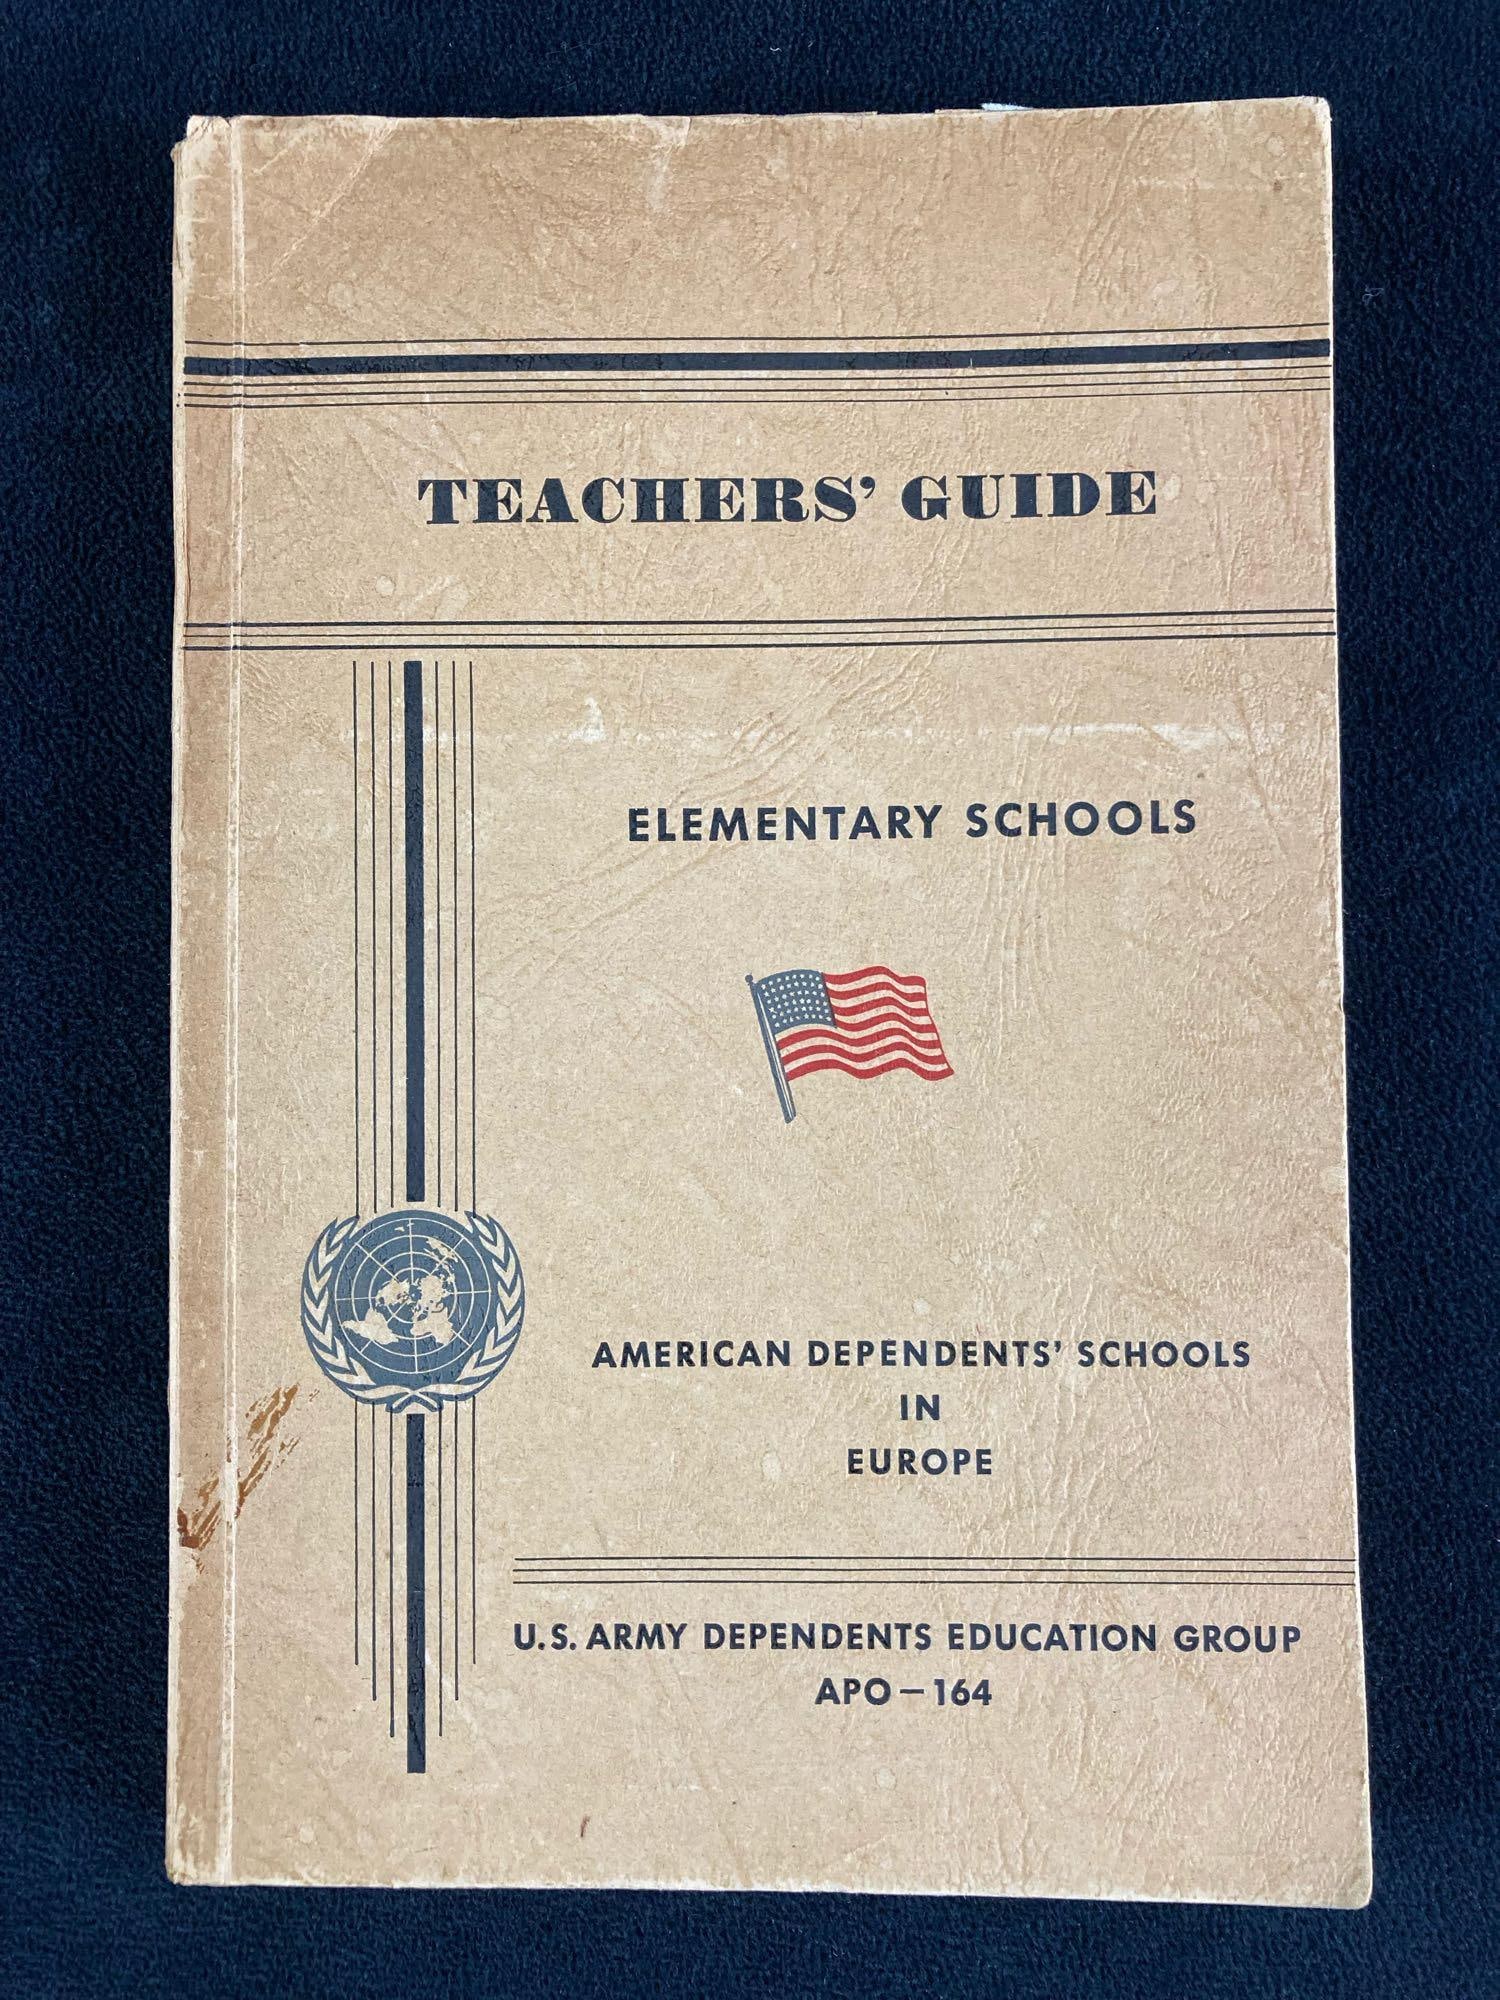 TEACHERS’ GUIDE
ELEMENTARY SCHOOLS
AMERICAN DEPENDENTS’ SCHOOLS
IN
EUROPE
U.S. ARMY DEPENDENTS EDUCATION GROUP
APO — 164